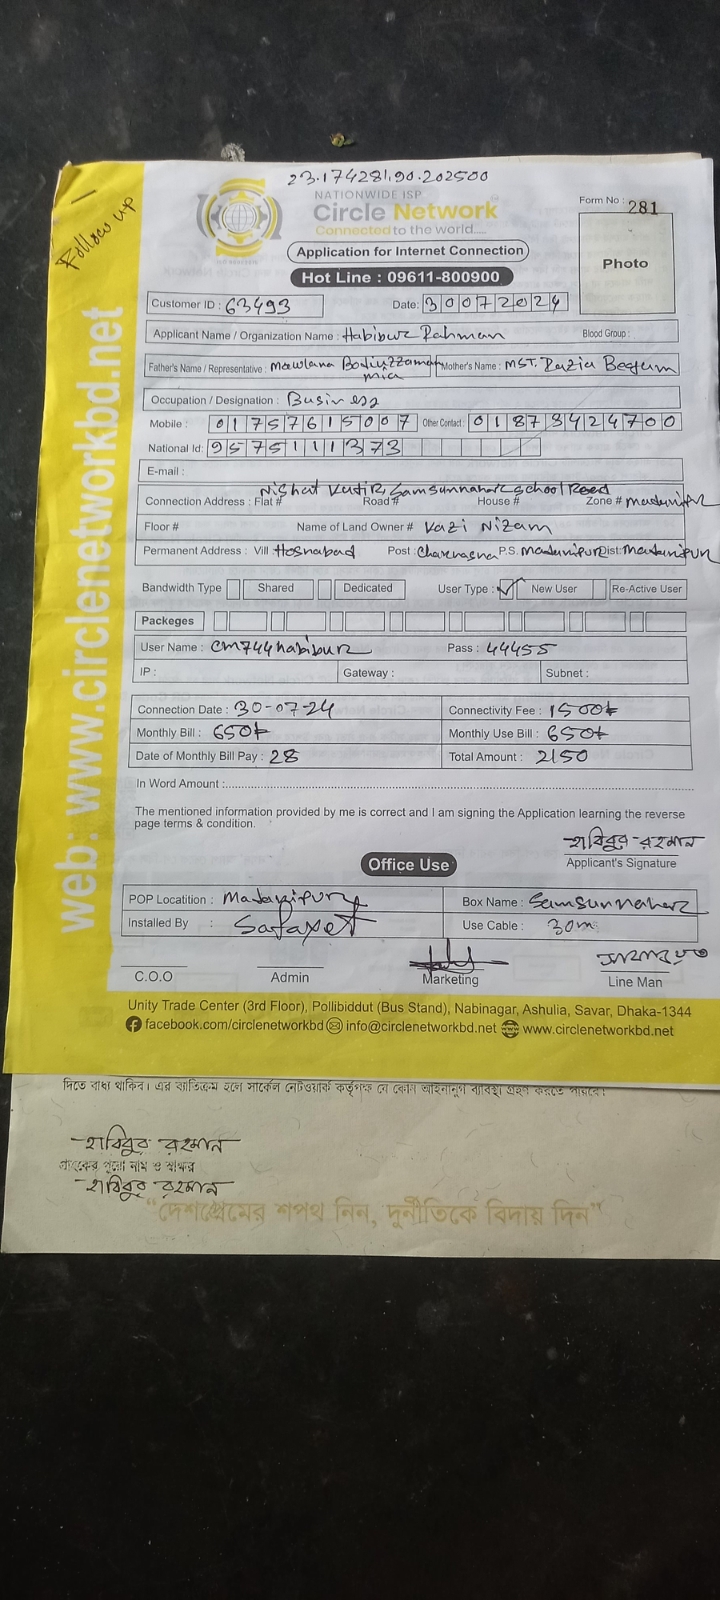 Follow up
23.174281,90.202500
NATIONWIDE ISP
Circle Network
Connected to the world.....
Form No : 281
Photo
Application for Internet Connection
Hot Line : 09611-800900
Customer ID : 63493 Date: 30072024
Applicant Name / Organization Name : Habibur Rahman Blood Group :
Father's Name / Representative : Mawlana Bodiuzzaman Mia Mother's Name : MST. Razia Begum
Occupation / Designation : Business
Mobile : 01757615007 Other Contact : 01873424700
National Id: 9575111373
E-mail :
Nishat Kutir, Samsunnahar School Road
Connection Address : Flat # Road # House # Zone # Madaripur
Floor # Name of Land Owner # Kazi Nizam
Permanent Address : Vill Hosnabad Post : P.S. Madaripur Dist: Madaripur
Bandwidth Type Shared Dedicated User Type : ✓ New User Re-Active User
Packeges
User Name : cm744habibur Pass : 44455
IP : Gateway : Subnet :
Connection Date : 30-07-24 Connectivity Fee : 1500৳
Monthly Bill : 650৳ Monthly Use Bill : 650৳
Date of Monthly Bill Pay : 28 Total Amount : 2150
In Word Amount :
The mentioned information provided by me is correct and I am signing the Application learning the reverse
page terms & condition.
হাবিবুর রহমান
Applicant's Signature
Office Use
POP Locatition : Madaripur Box Name : Samsunnahar
Installed By : Safayet Use Cable : 30m
C.O.O Admin Marketing Line Man
Unity Trade Center (3rd Floor), Pollibiddut (Bus Stand), Nabinagar, Ashulia, Savar, Dhaka-1344
facebook.com/circlenetworkbd info@circlenetworkbd.net www.circlenetworkbd.net
web: www.circlenetworkbd.net
দিতে বাধ্য থাকিব। এর ব্যতিক্রম হলে সার্কেল নেটওয়ার্ক কর্তৃপক্ষ যে কোন আইনানুগ ব্যবস্থা গ্রহণ করতে পারবে।
হাবিবুর রহমান
গ্রাহকের পুরো নাম ও স্বাক্ষর
হাবিবুর রহমান
“দেশপ্রেমের শপথ নিন, দুর্নীতিকে বিদায় দিন”